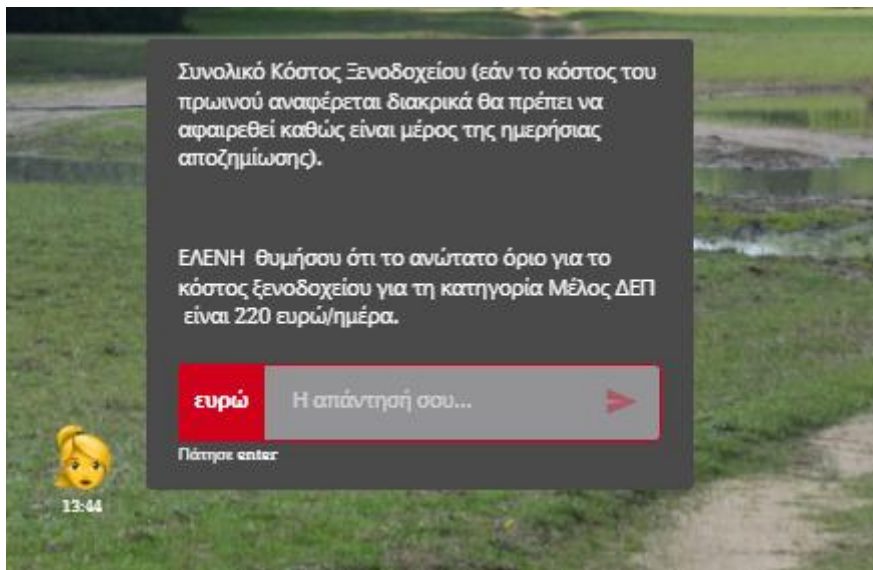 Συνολικό Κόστος Ξενοδοχείου (εάν το κόστος του
πρωινού αναφέρεται διακρικά θα πρέπει να
αφαιρεθεί καθώς είναι μέρος της ημερήσιας
αποζημίωσης).
ΕΛΕΝΗ θυμήσου ότι το ανώτατο όριο για το
κόστος ξενοδοχείου για τη κατηγορία Μέλος ΔΕΠ
είναι 220 ευρώ/ημέρα.
ευρώ Η απάντησή σου...
Πάτησε enter
13:44